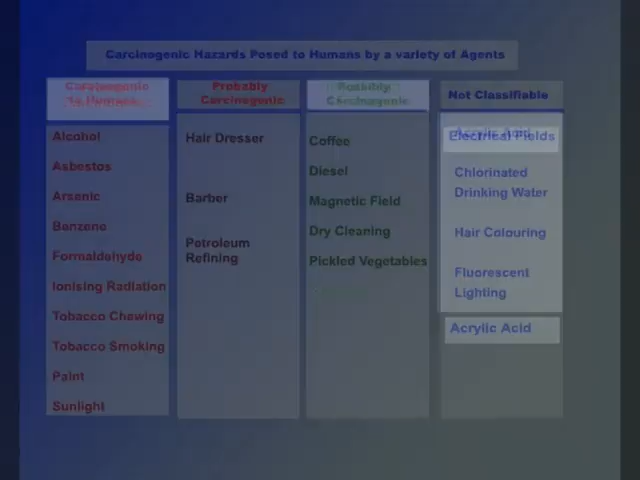 Carcinogenic Hazards Posed to Humans by a variety of Agents
Carcinogenic
to Humans
Probably
Carcinogenic
Possibly
Carcinogenic
Not Classifiable
Alcohol
Asbestos
Arsenic
Benzene
Formaldehyde
Ionising Radiation
Tobacco Chewing
Tobacco Smoking
Paint
Sunlight
Hair Dresser
Barber
Petroleum
Refining
Coffee
Diesel
Magnetic Field
Dry Cleaning
Pickled Vegetables
Electrical Fields
Chlorinated
Drinking Water
Hair Colouring
Fluorescent
Lighting
Acrylic Acid